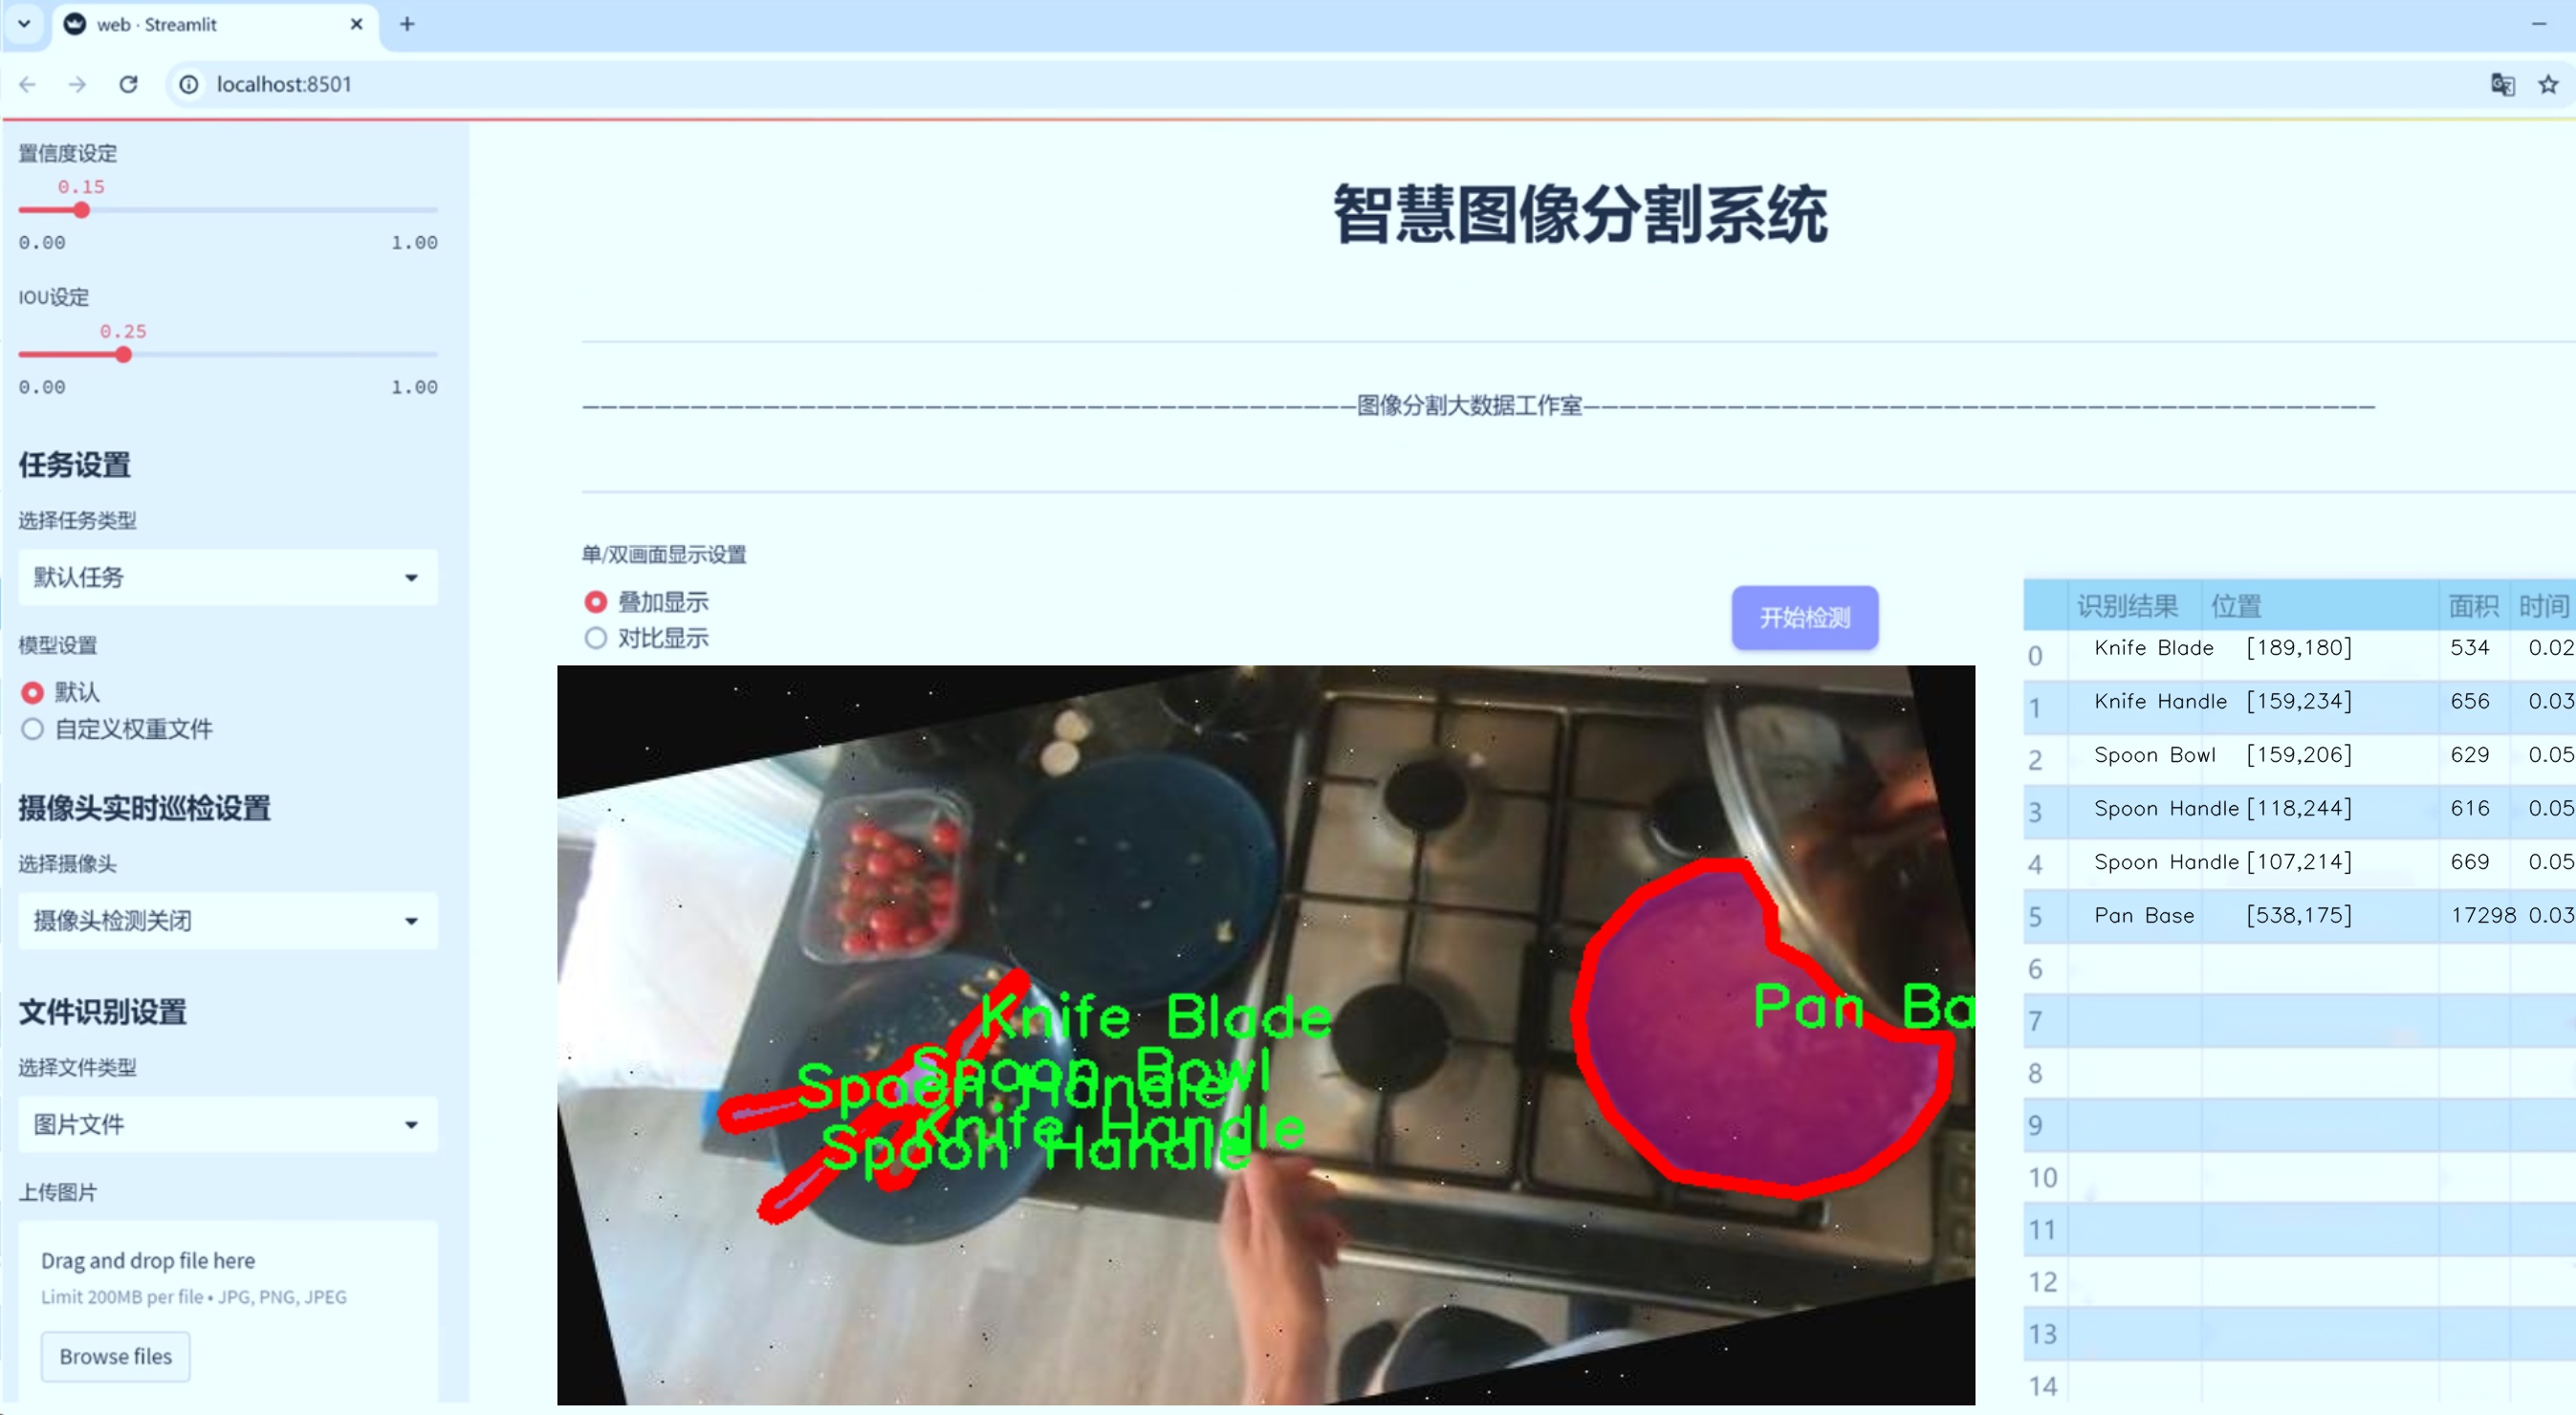 web · Streamlit
localhost:8501
置信度设定
0.15
0.00 1.00
IOU设定
0.25
0.00 1.00
任务设置
选择任务类型
默认任务
模型设置
默认
自定义权重文件
摄像头实时巡检设置
选择摄像头
摄像头检测关闭
文件识别设置
选择文件类型
图片文件
上传图片
Drag and drop file here
Limit 200MB per file • JPG, PNG, JPEG
Browse files
智慧图像分割系统
图像分割大数据工作室
单/双画面显示设置
叠加显示
对比显示
开始检测
Knife Blade
Spoon Bowl
Spoon Handle
Knife Handle
Spoon Handle
Pan Ba
识别结果 位置 面积 时间
0 Knife Blade [189,180] 534 0.02
1 Knife Handle [159,234] 656 0.03
2 Spoon Bowl [159,206] 629 0.05
3 Spoon Handle [118,244] 616 0.05
4 Spoon Handle [107,214] 669 0.05
5 Pan Base [538,175] 17298 0.03
6
7
8
9
10
11
12
13
14